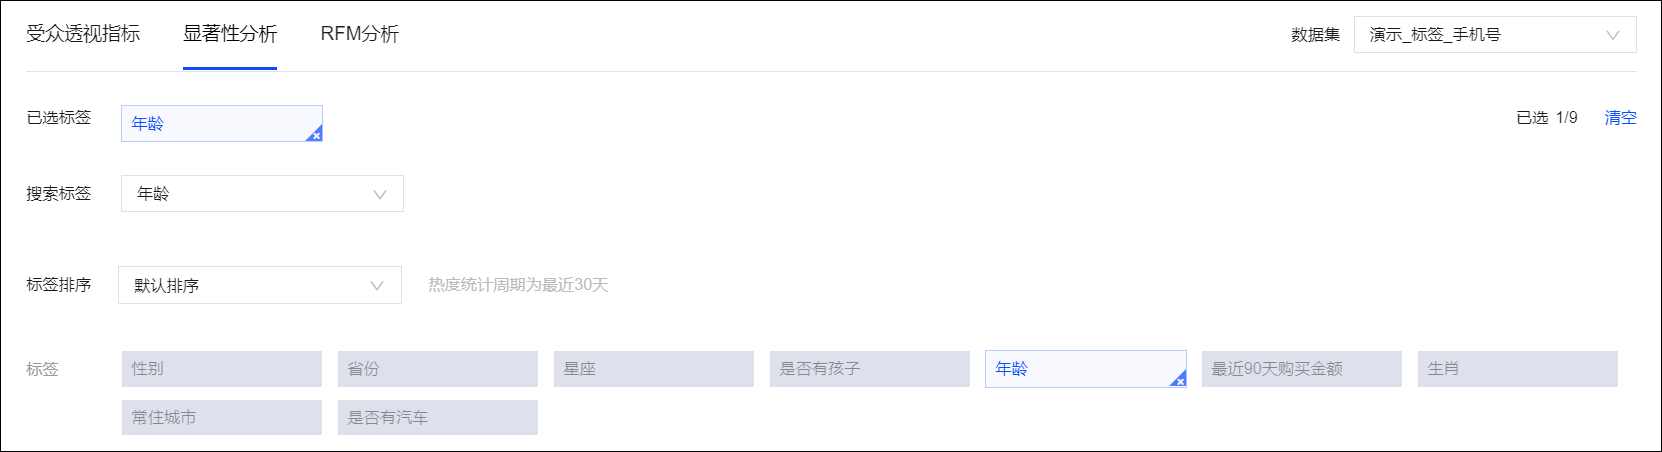 受众透视指标 显著性分析 RFM分析 数据集 演示_标签_手机号
已选标签 年龄 已选 1/9 清空
搜索标签 年龄
标签排序 默认排序 热度统计周期为最近30天
标签 性别 省份 星座 是否有孩子 年龄 最近90天购买金额 生肖
常住城市 是否有汽车